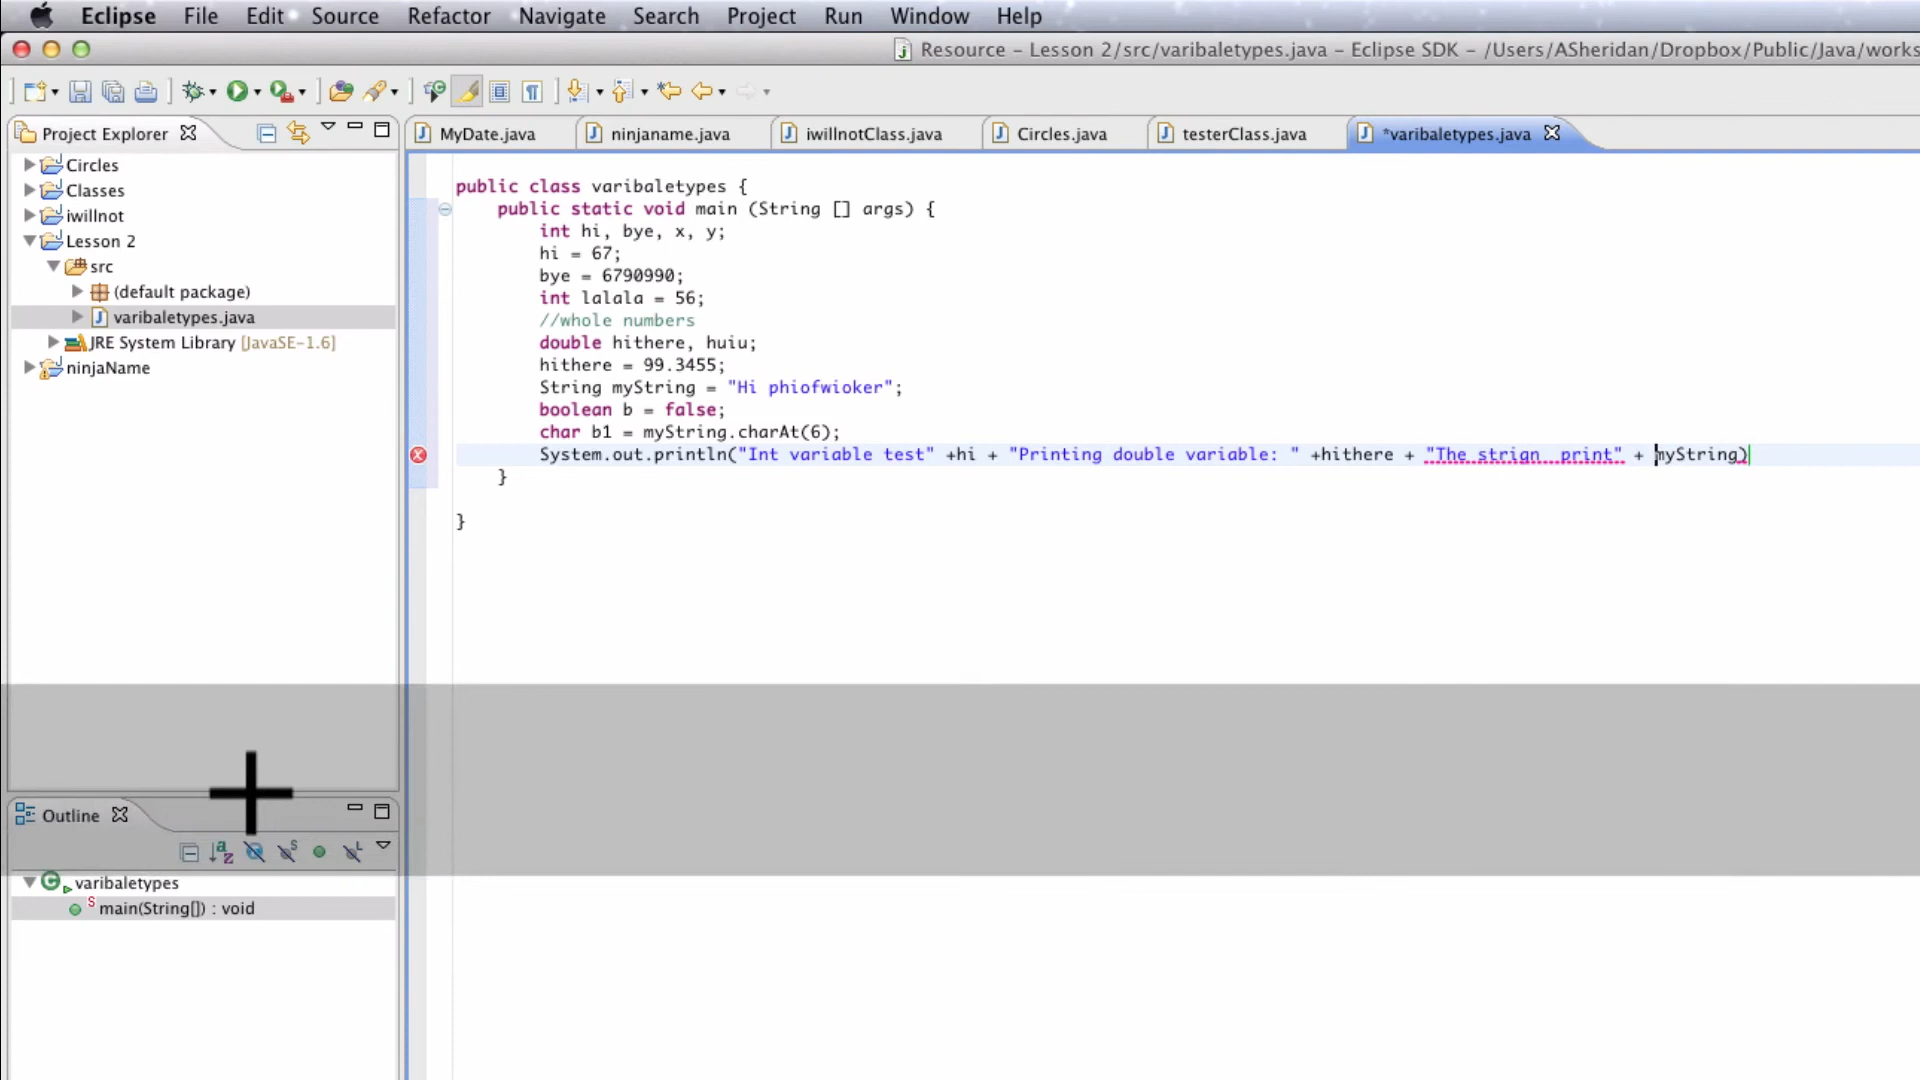 Eclipse File Edit Source Refactor Navigate Search Project Run Window Help
Resource – Lesson 2/src/varibaletypes.java – Eclipse SDK – /Users/ASheridan/Dropbox/Public/Java/works
Project Explorer
MyDate.java ninjaname.java iwillnotClass.java Circles.java testerClass.java *varibaletypes.java
Circles
Classes
iwillnot
Lesson 2
src
(default package)
varibaletypes.java
JRE System Library [JavaSE-1.6]
ninjaName
public class varibaletypes {
public static void main (String [] args) {
int hi, bye, x, y;
hi = 67;
bye = 6790990;
int lalala = 56;
//whole numbers
double hithere, huiu;
hithere = 99.3455;
String myString = "Hi phiofwioker";
boolean b = false;
char b1 = myString.charAt(6);
System.out.println("Int variable test" +hi + "Printing double variable: " +hithere + "The strign  print" + myString)
}
}
Outline
varibaletypes
main(String[]) : void